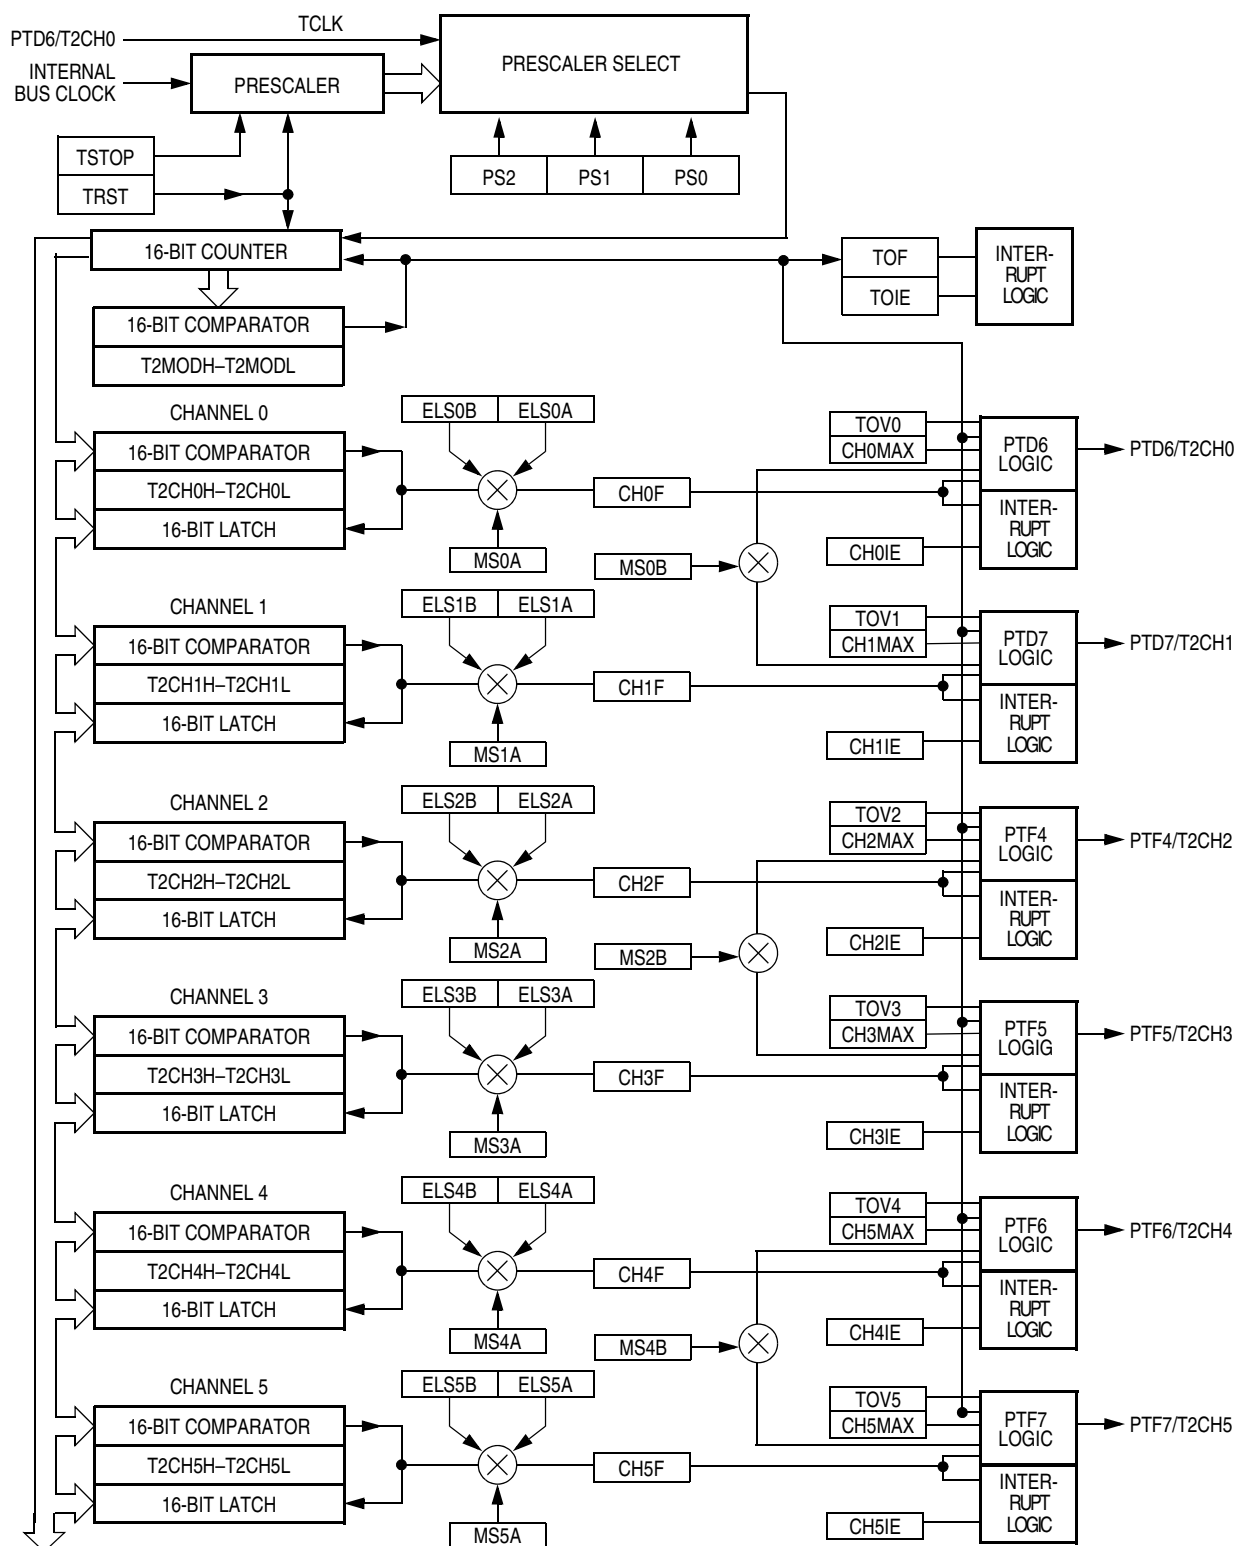 TCLK
PTD6/T2CH0
PRESCALER SELECT
INTERNAL
BUS CLOCK
PRESCALER
TSTOP
TRST
PS2 PS1 PS0
16-BIT COUNTER
TOF
TOIE
INTER-
RUPT
LOGIC
16-BIT COMPARATOR
T2MODH–T2MODL
CHANNEL 0
16-BIT COMPARATOR
T2CH0H–T2CH0L
16-BIT LATCH
ELS0B ELS0A
MS0A
CH0F
MS0B
TOV0
CH0MAX
CH0IE
PTD6
LOGIC
INTER-
RUPT
LOGIC
PTD6/T2CH0
CHANNEL 1
16-BIT COMPARATOR
T2CH1H–T2CH1L
16-BIT LATCH
ELS1B ELS1A
MS1A
CH1F
TOV1
CH1MAX
CH1IE
PTD7
LOGIC
INTER-
RUPT
LOGIC
PTD7/T2CH1
CHANNEL 2
16-BIT COMPARATOR
T2CH2H–T2CH2L
16-BIT LATCH
ELS2B ELS2A
MS2A
CH2F
MS2B
TOV2
CH2MAX
CH2IE
PTF4
LOGIC
INTER-
RUPT
LOGIC
PTF4/T2CH2
CHANNEL 3
16-BIT COMPARATOR
T2CH3H–T2CH3L
16-BIT LATCH
ELS3B ELS3A
MS3A
CH3F
TOV3
CH3MAX
CH3IE
PTF5
LOGIG
INTER-
RUPT
LOGIC
PTF5/T2CH3
CHANNEL 4
16-BIT COMPARATOR
T2CH4H–T2CH4L
16-BIT LATCH
ELS4B ELS4A
MS4A
CH4F
MS4B
TOV4
CH5MAX
CH4IE
PTF6
LOGIC
INTER-
RUPT
LOGIC
PTF6/T2CH4
CHANNEL 5
16-BIT COMPARATOR
T2CH5H–T2CH5L
16-BIT LATCH
ELS5B ELS5A
MS5A
CH5F
TOV5
CH5MAX
CH5IE
PTF7
LOGIC
INTER-
RUPT
LOGIC
PTF7/T2CH5